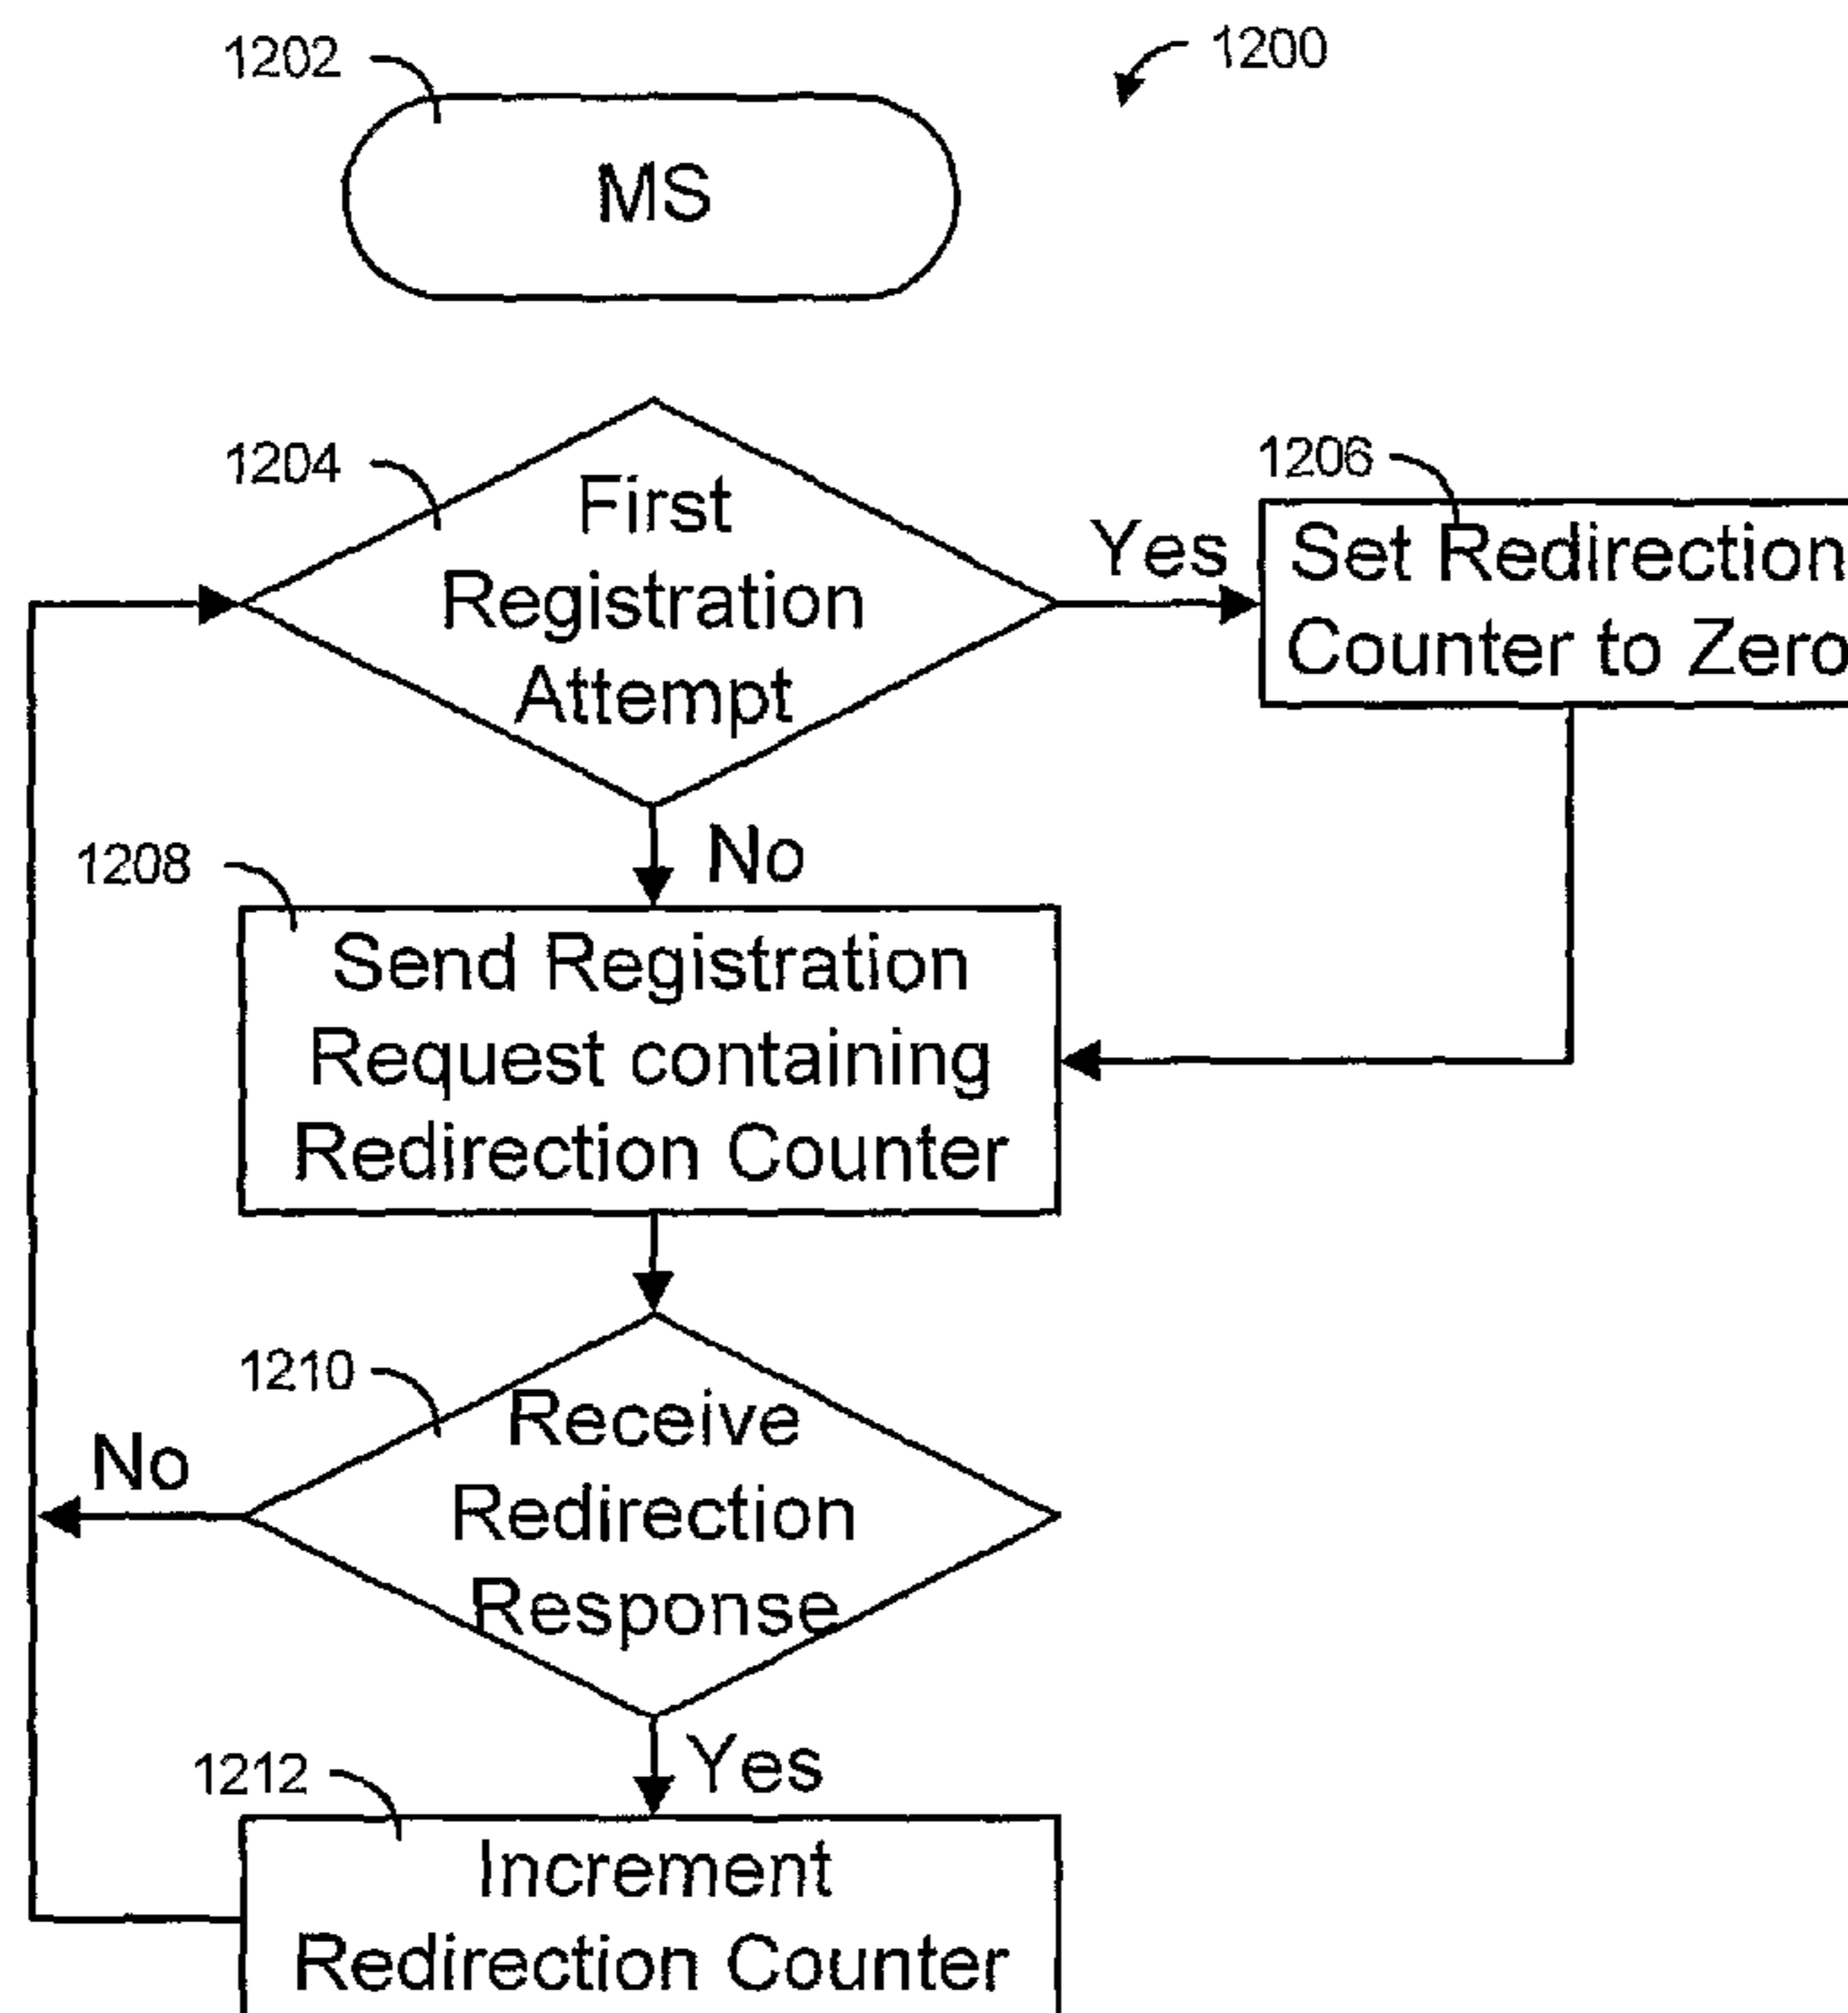 1202
1200
MS
1204
First
Registration
Attempt
Yes
1206
Set Redirection
Counter to Zero
No
1208
Send Registration
Request containing
Redirection Counter
1210
Receive
Redirection
Response
No
Yes
1212
Increment
Redirection Counter